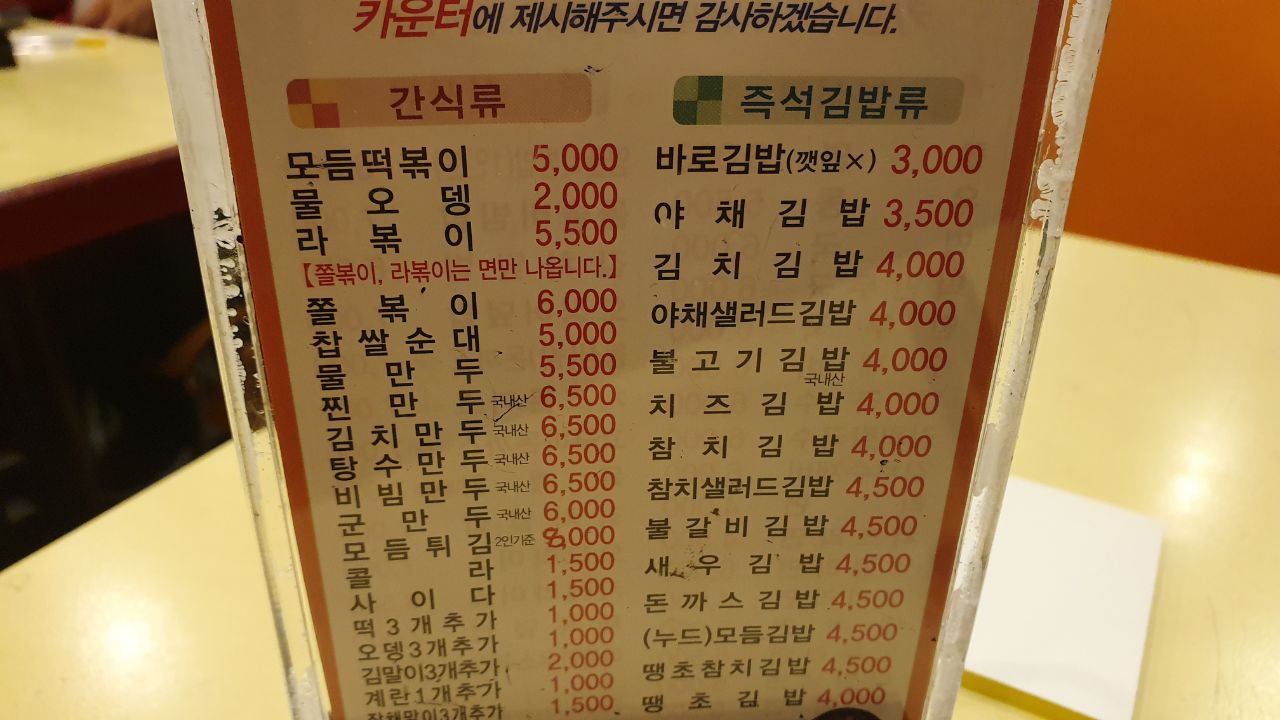 카운터에 제시해주시면 감사하겠습니다.
간식류
모듬떡볶이 5,000
물오뎅 2,000
라볶이 5,500
【쫄볶이, 라볶이는 면만 나옵니다.】
쫄볶이 6,000
찹쌀순대 5,000
물만두 5,500
찐만두 국내산 6,500
김치만두 국내산 6,500
탕수만두 국내산 6,500
비빔만두 국내산 6,500
군만두 국내산 6,000
모듬튀김 2인기준 8,000
콜라 1,500
사이다 1,500
떡3개추가 1,000
오뎅3개추가 1,000
김말이3개추가 2,000
계란1개추가 1,000
잡채말이3개추가 1,500
즉석김밥류
바로김밥(깻잎×) 3,000
야채김밥 3,500
김치김밥 4,000
야채샐러드김밥 4,000
불고기김밥 4,000
국내산
치즈김밥 4,000
참치김밥 4,000
참치샐러드김밥 4,500
불갈비김밥 4,500
새우김밥 4,500
돈까스김밥 4,500
(누드)모듬김밥 4,500
땡초참치김밥 4,500
땡초김밥 4,000